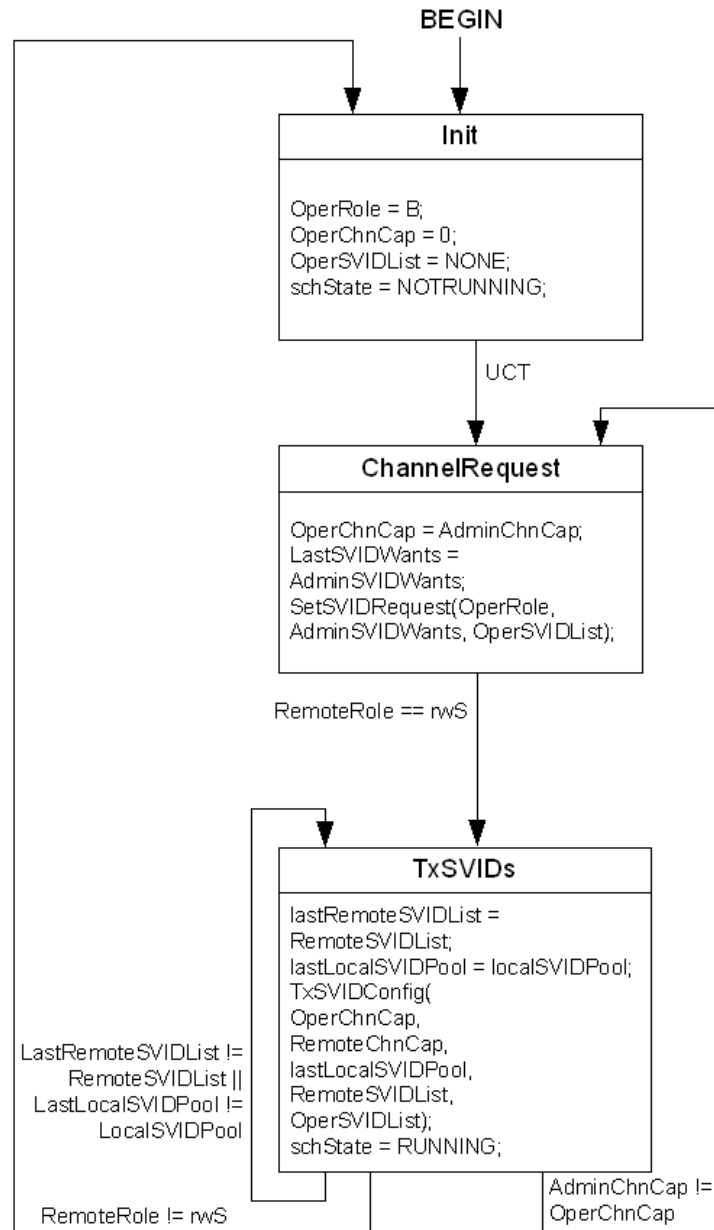 BEGIN
Init
OperRole = B;
OperChnCap = 0;
OperSVIDList = NONE;
schState = NOTRUNNING;
UCT
ChannelRequest
OperChnCap = AdminChnCap;
LastSVIDWants =
AdminSVIDWants;
SetSVIDRequest(OperRole,
AdminSVIDWants, OperSVIDList);
RemoteRole == rwS
TxSVIDs
lastRemoteSVIDList =
RemoteSVIDList;
lastLocalSVIDPool = localSVIDPool;
TxSVIDConfig(
OperChnCap,
RemoteChnCap,
lastLocalSVIDPool,
RemoteSVIDList,
OperSVIDList);
schState = RUNNING;
LastRemoteSVIDList !=
RemoteSVIDList ||
LastLocalSVIDPool !=
LocalSVIDPool
RemoteRole != rwS
AdminChnCap !=
OperChnCap